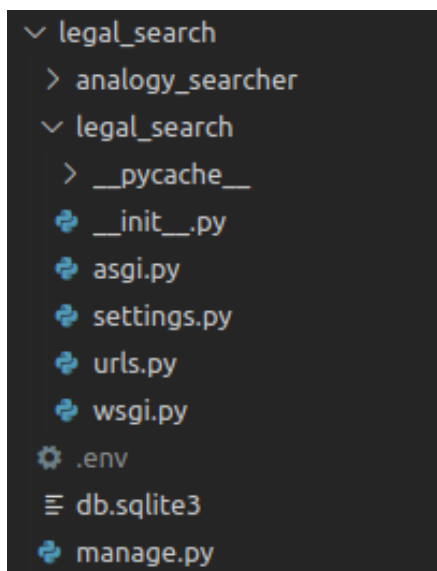 legal_search
analogy_searcher
legal_search
__pycache__
__init__.py
asgi.py
settings.py
urls.py
wsgi.py
.env
db.sqlite3
manage.py